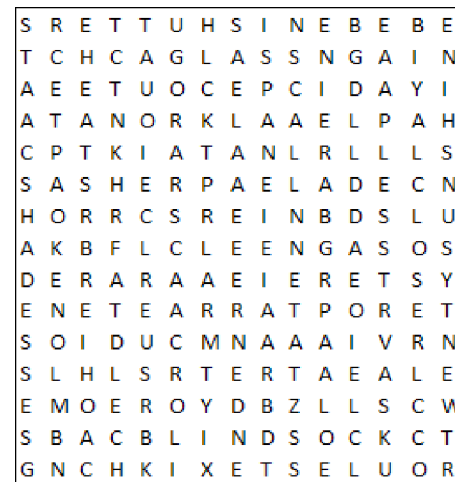 S R E T T U H S I N E B E B E
T C H C A G L A S S N G A I N
A E E T U O C E P C I D A Y I
A T A N O R K L A A E L P A H
C P T K I A T A N L R L L L S
S A S H E R P A E L A D E C N
H O R R C S R E I N B D S L U
A K B F L C L E E N G A S O S
D E R A R A A E I E R E T S Y
E N E T E A R R A T P O R E T
S O I D U C M N A A A I V R N
S L H L S R T E R T A E A L E
E M O E R O Y D B Z L L S C W
S B A C B L I N D S O C K C T
G N C H K I X E T S E L U O R